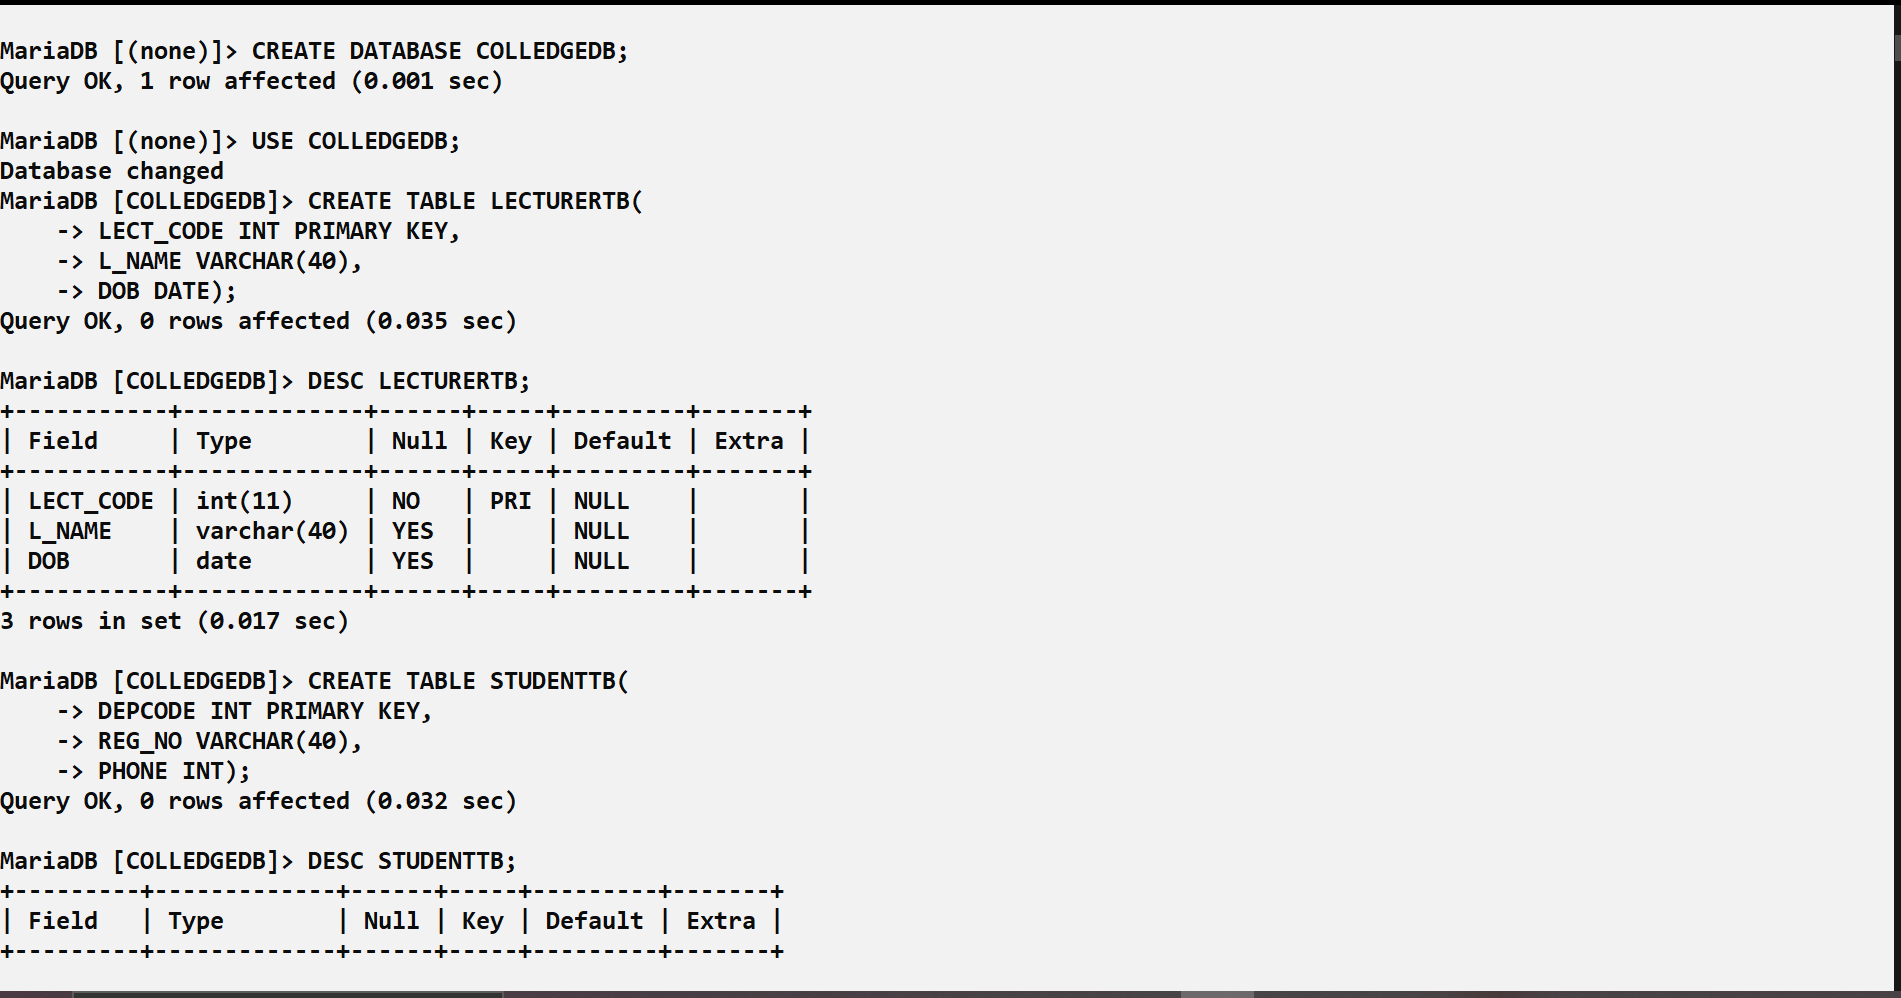 MariaDB [(none)]> CREATE DATABASE COLLEDGEDB;
Query OK, 1 row affected (0.001 sec)

MariaDB [(none)]> USE COLLEDGEDB;
Database changed
MariaDB [COLLEDGEDB]> CREATE TABLE LECTURERTB(
    -> LECT_CODE INT PRIMARY KEY,
    -> L_NAME VARCHAR(40),
    -> DOB DATE);
Query OK, 0 rows affected (0.035 sec)

MariaDB [COLLEDGEDB]> DESC LECTURERTB;
+-----------+-------------+------+-----+---------+-------+
| Field     | Type        | Null | Key | Default | Extra |
+-----------+-------------+------+-----+---------+-------+
| LECT_CODE | int(11)     | NO   | PRI | NULL    |       |
| L_NAME    | varchar(40) | YES  |     | NULL    |       |
| DOB       | date        | YES  |     | NULL    |       |
+-----------+-------------+------+-----+---------+-------+
3 rows in set (0.017 sec)

MariaDB [COLLEDGEDB]> CREATE TABLE STUDENTTB(
    -> DEPCODE INT PRIMARY KEY,
    -> REG_NO VARCHAR(40),
    -> PHONE INT);
Query OK, 0 rows affected (0.032 sec)

MariaDB [COLLEDGEDB]> DESC STUDENTTB;
+---------+-------------+------+-----+---------+-------+
| Field   | Type        | Null | Key | Default | Extra |
+---------+-------------+------+-----+---------+-------+